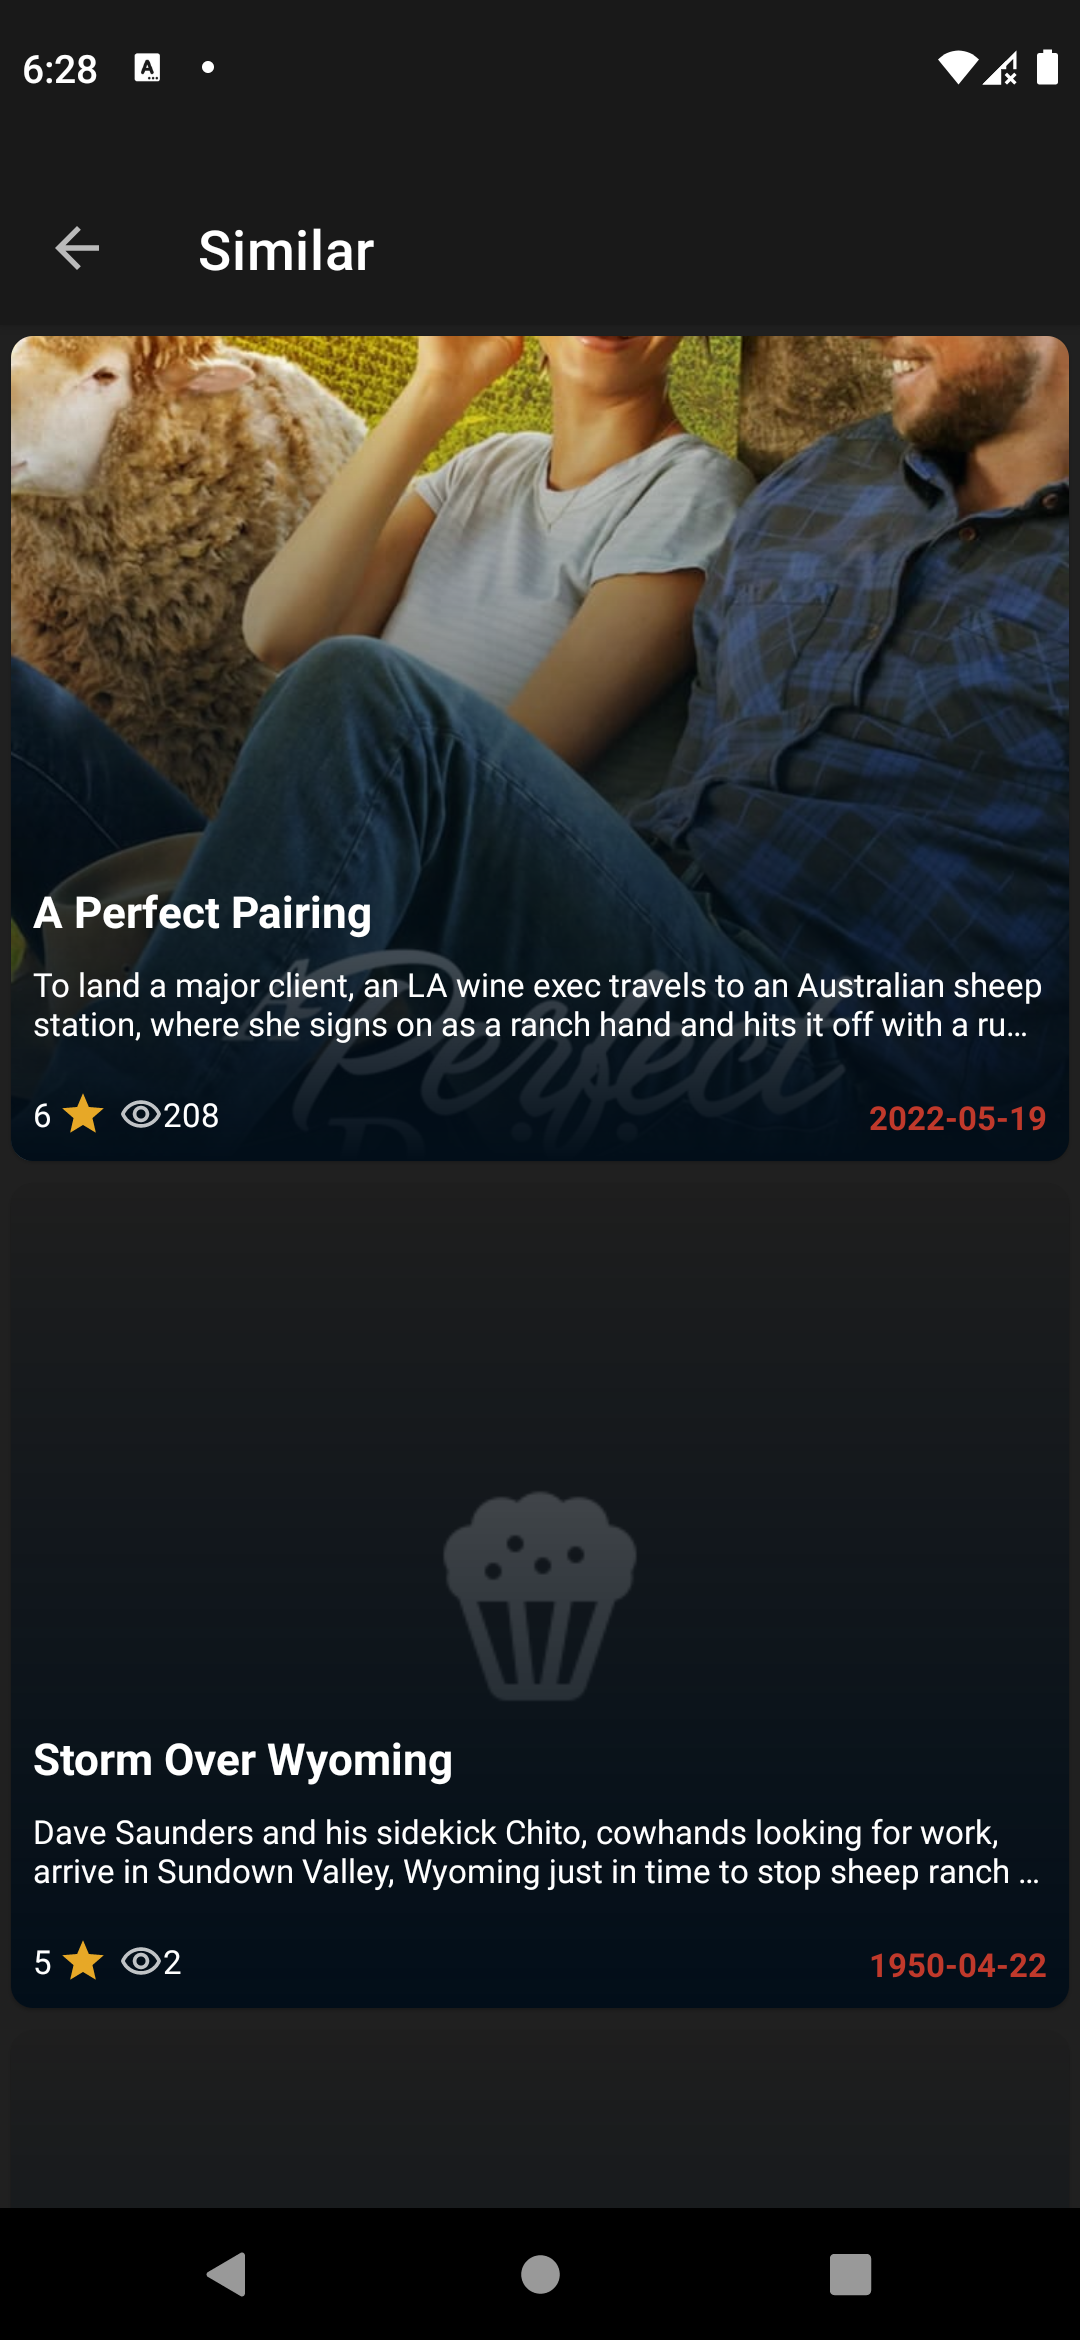 6:28
A
Similar
A Perfect Pairing
To land a major client, an LA wine exec travels to an Australian sheep
station, where she signs on as a ranch hand and hits it off with a ru...
A Perfect
Pairing
6 208
2022-05-19
Storm Over Wyoming
Dave Saunders and his sidekick Chito, cowhands looking for work,
arrive in Sundown Valley, Wyoming just in time to stop sheep ranch ...
5 2
1950-04-22